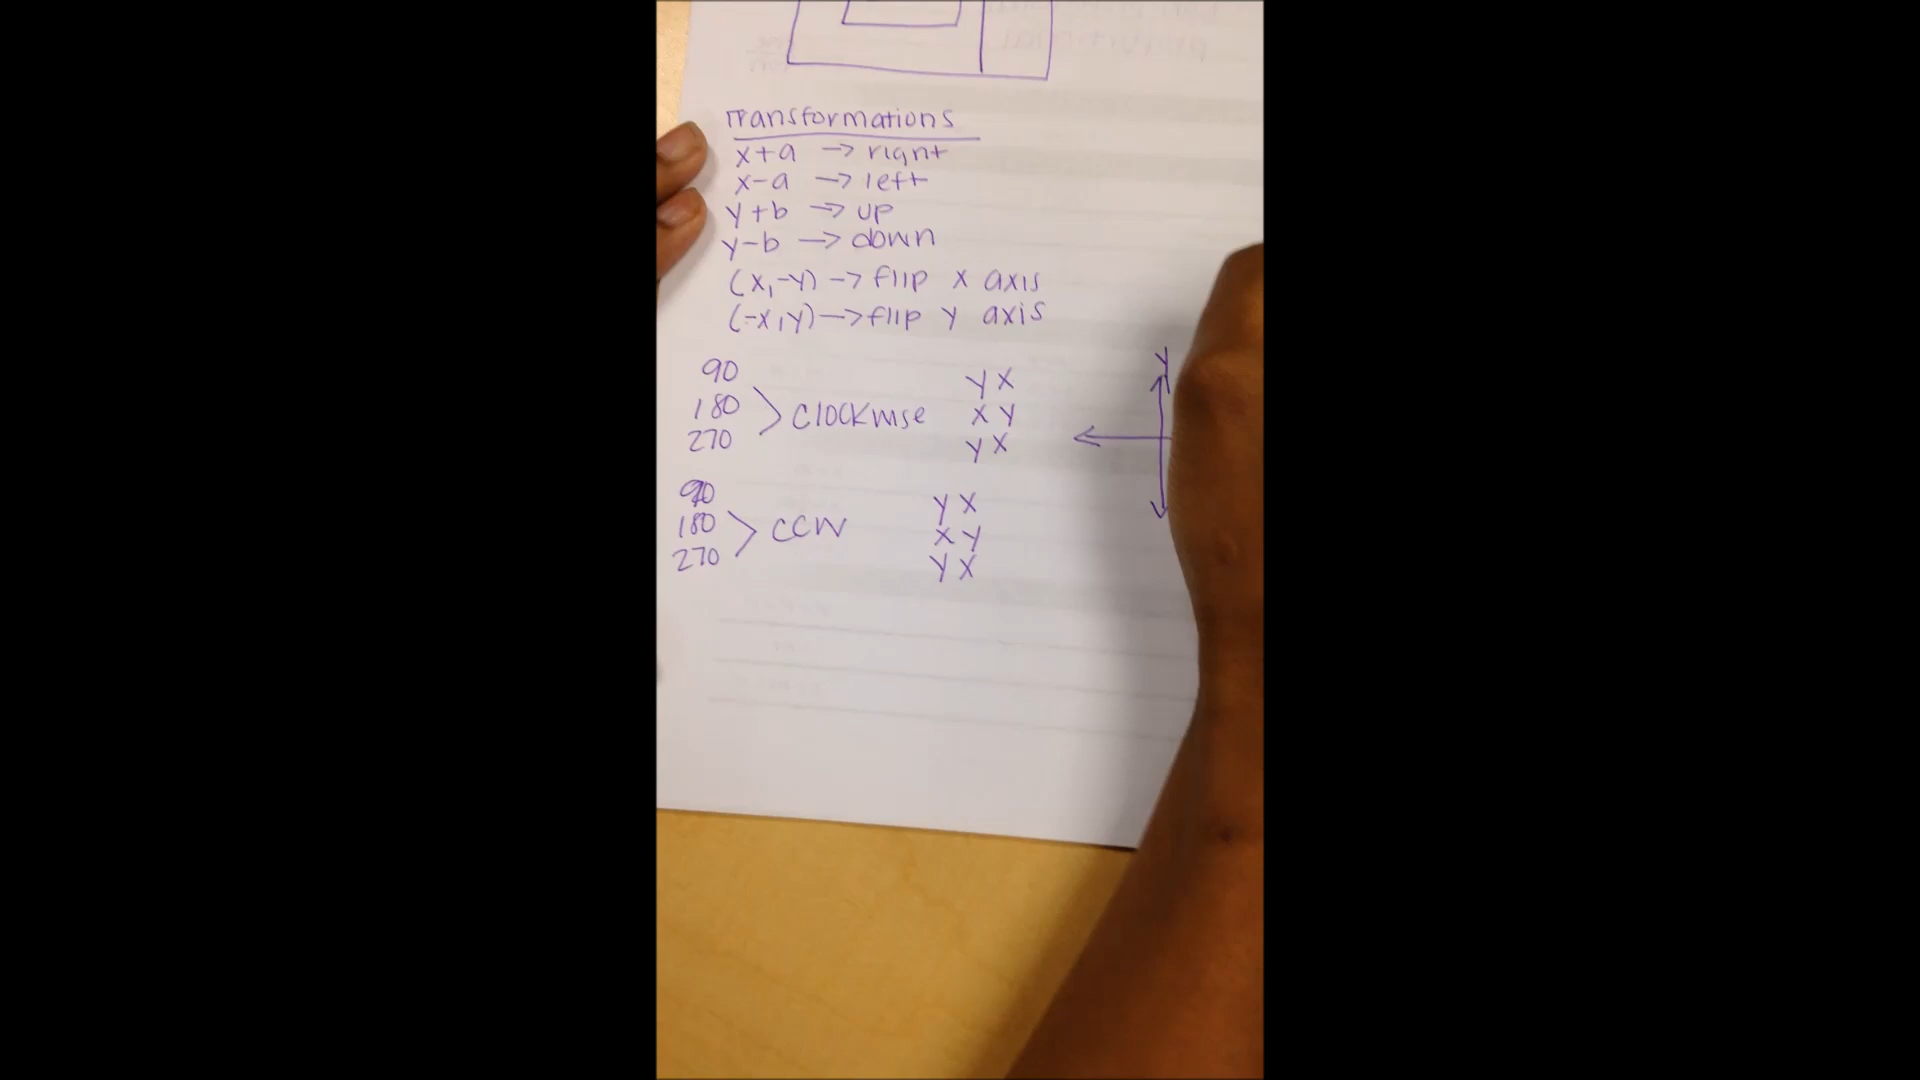 Transformations
x+a → right
x-a → left
y+b → up
y-b → down
(x,-y) → flip x axis
(-x,y) → flip y axis
90
180 > Clockwise
270
y x
x y
y x
90
180 > CCW
270
y x
x y
y x
y